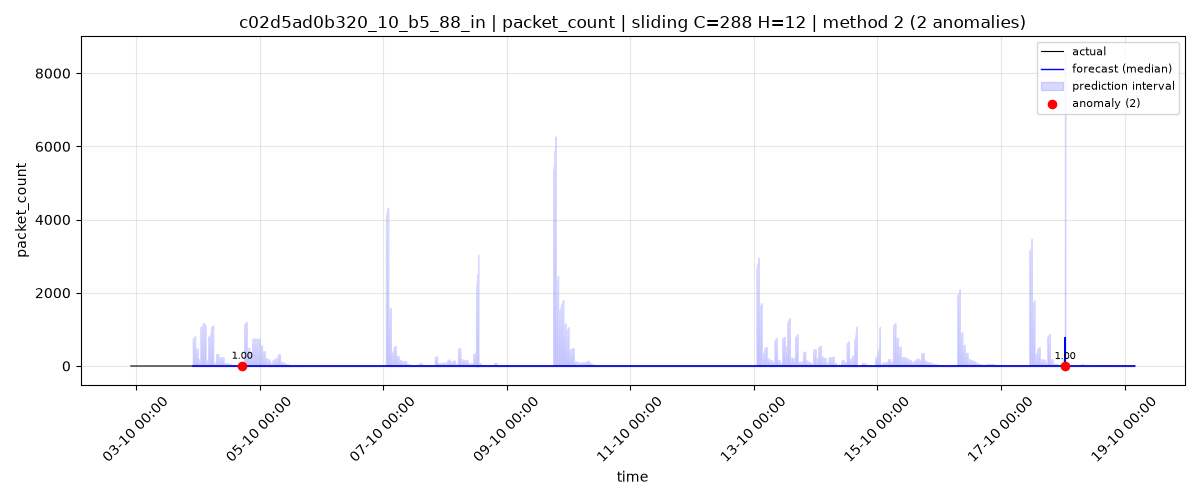 c02d5ad0b320_10_b5_88_in | packet_count | sliding C=288 H=12 | method 2 (2 anomalies)
actual
forecast (median)
prediction interval
anomaly (2)
packet_count
8000
6000
4000
2000
0
1.00
1.00
03-10 00:00
05-10 00:00
07-10 00:00
09-10 00:00
11-10 00:00
13-10 00:00
15-10 00:00
17-10 00:00
19-10 00:00
time